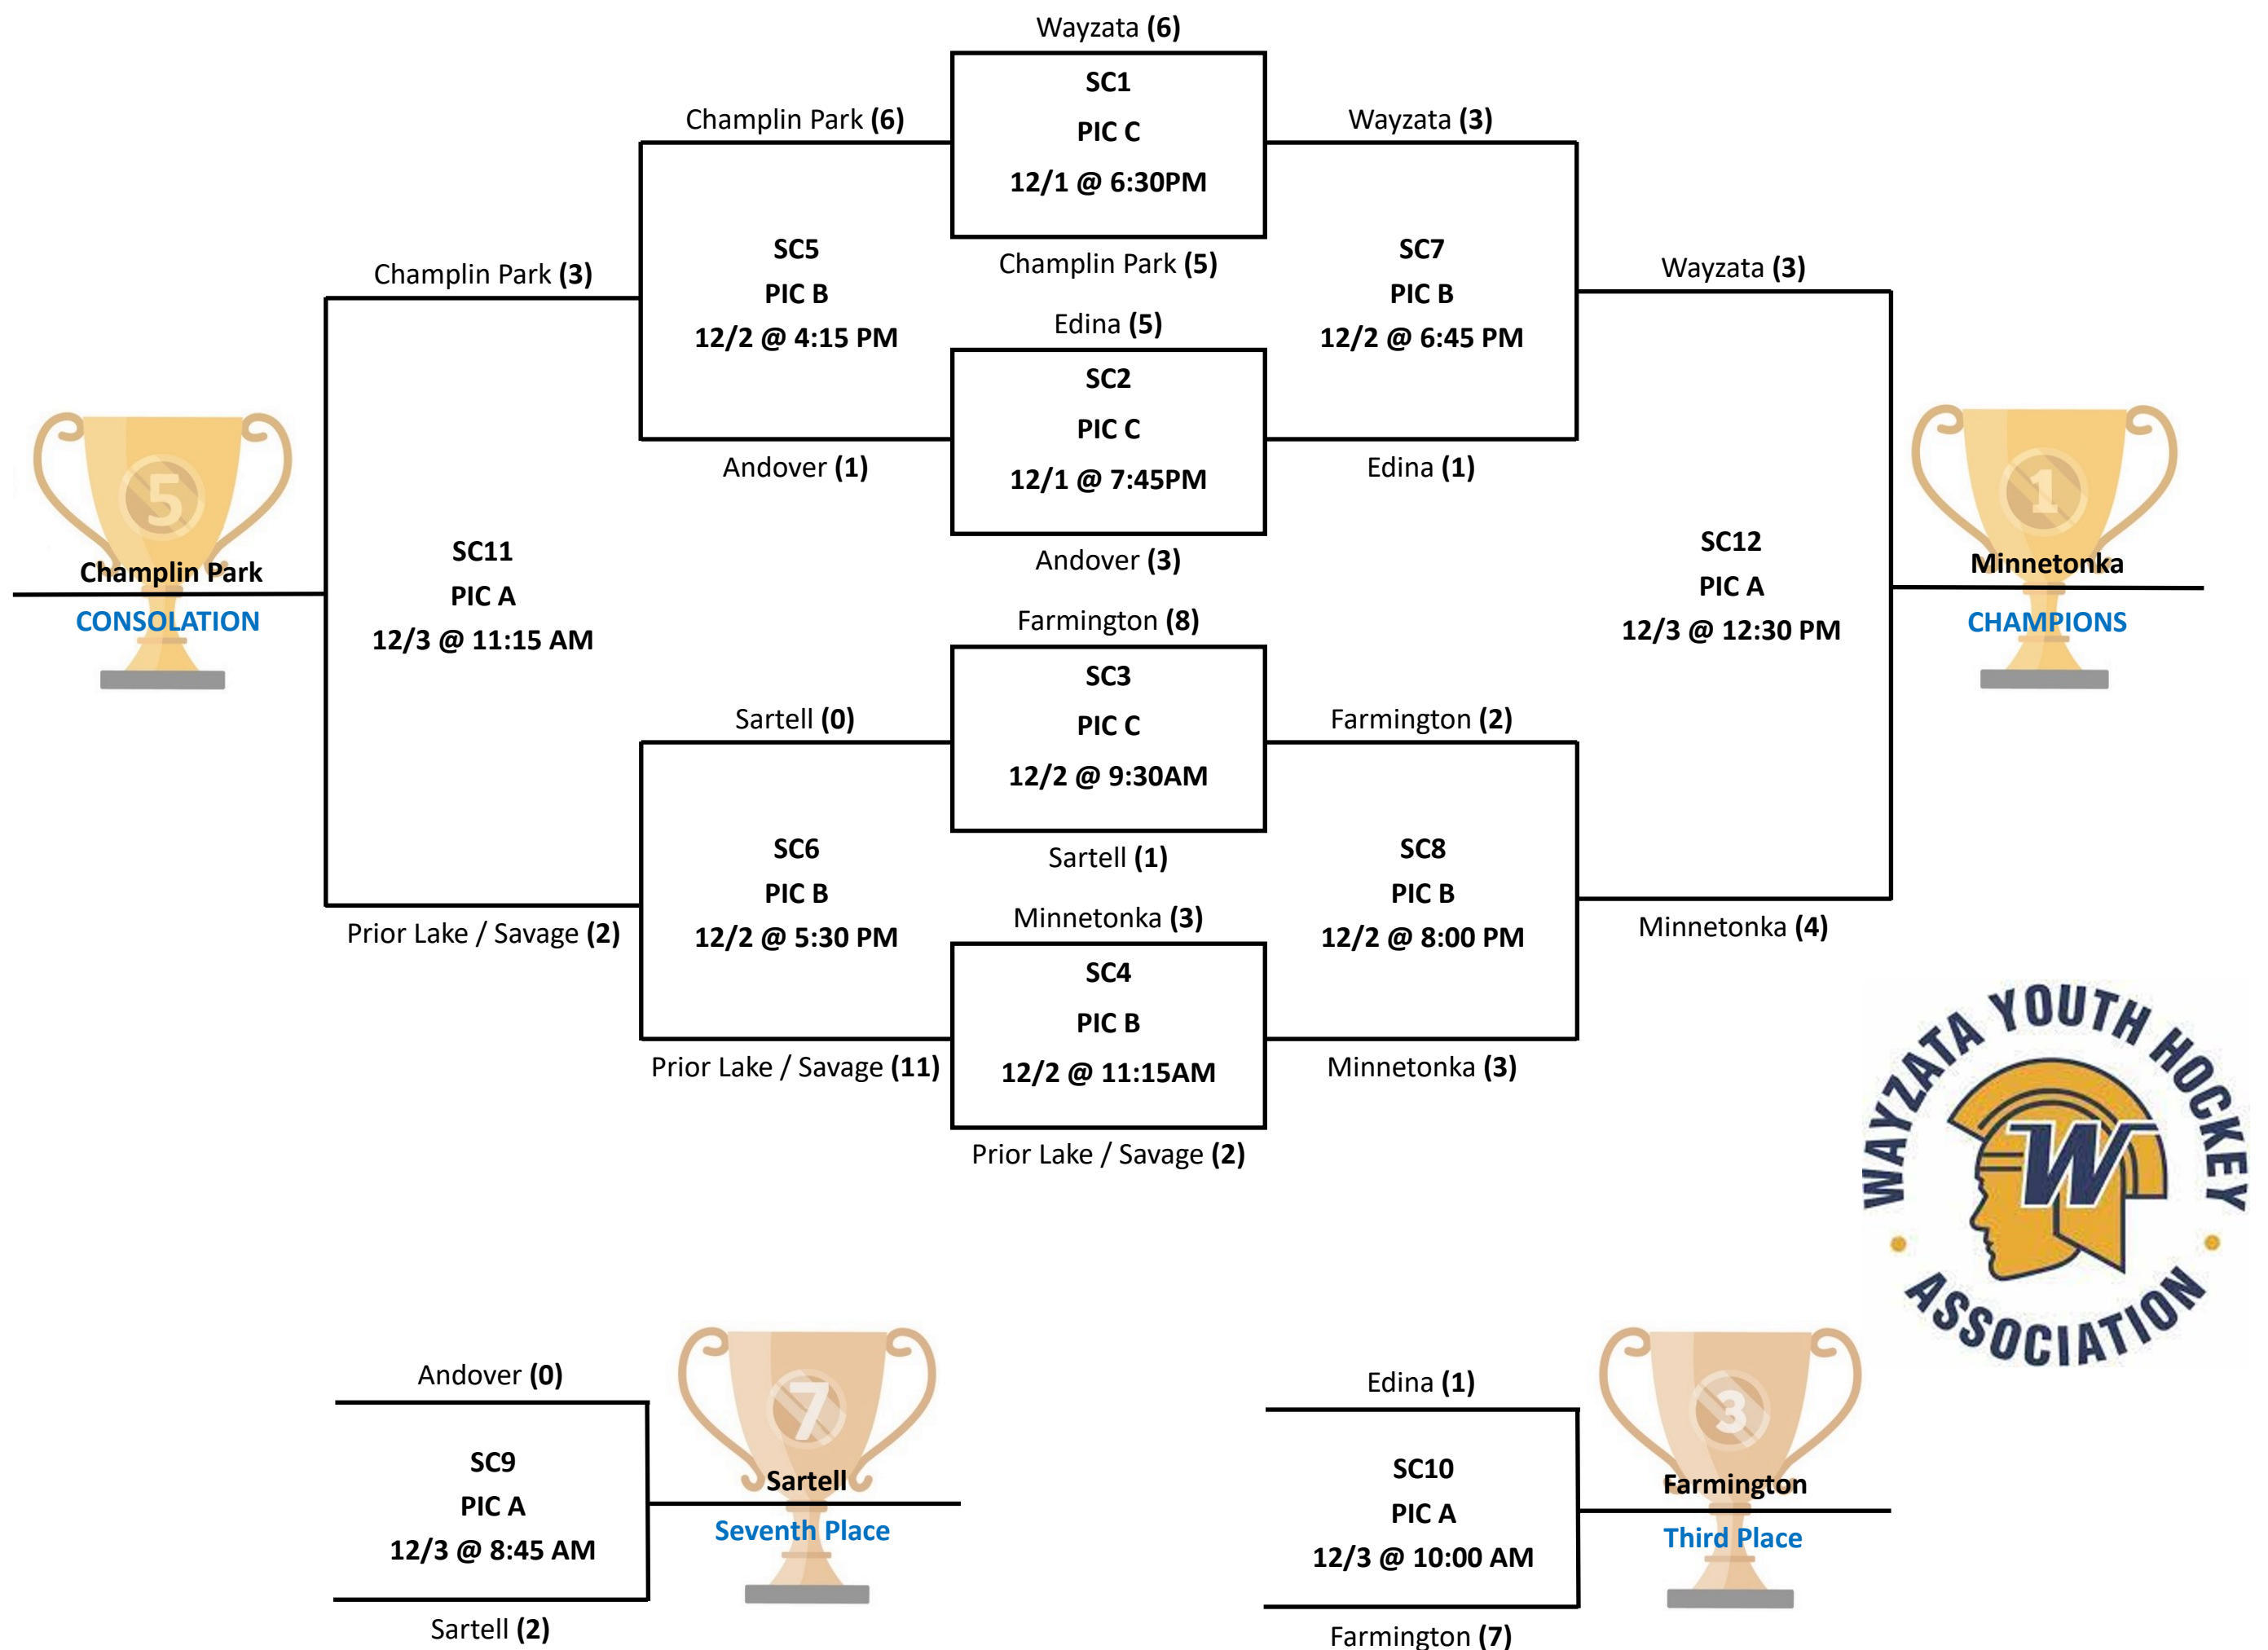 Wayzata (6)
SC1
PIC C
12/1 @ 6:30PM
Champlin Park (5)
Champlin Park (6)
SC5
PIC B
12/2 @ 4:15 PM
Andover (1)
Wayzata (3)
SC7
PIC B
12/2 @ 6:45 PM
Edina (1)
Edina (5)
SC2
PIC C
12/1 @ 7:45PM
Andover (3)
Champlin Park (3)
SC11
PIC A
12/3 @ 11:15 AM
Prior Lake / Savage (2)
5
Champlin Park
CONSOLATION
Wayzata (3)
SC12
PIC A
12/3 @ 12:30 PM
Minnetonka (4)
1
Minnetonka
CHAMPIONS
Farmington (8)
SC3
PIC C
12/2 @ 9:30AM
Sartell (1)
Sartell (0)
SC6
PIC B
12/2 @ 5:30 PM
Prior Lake / Savage (11)
Farmington (2)
SC8
PIC B
12/2 @ 8:00 PM
Minnetonka (3)
Minnetonka (3)
SC4
PIC B
12/2 @ 11:15AM
Prior Lake / Savage (2)
WAYZATA YOUTH HOCKEY
W
ASSOCIATION
Andover (0)
SC9
PIC A
12/3 @ 8:45 AM
Sartell (2)
7
Sartell
Seventh Place
Edina (1)
SC10
PIC A
12/3 @ 10:00 AM
Farmington (7)
3
Farmington
Third Place